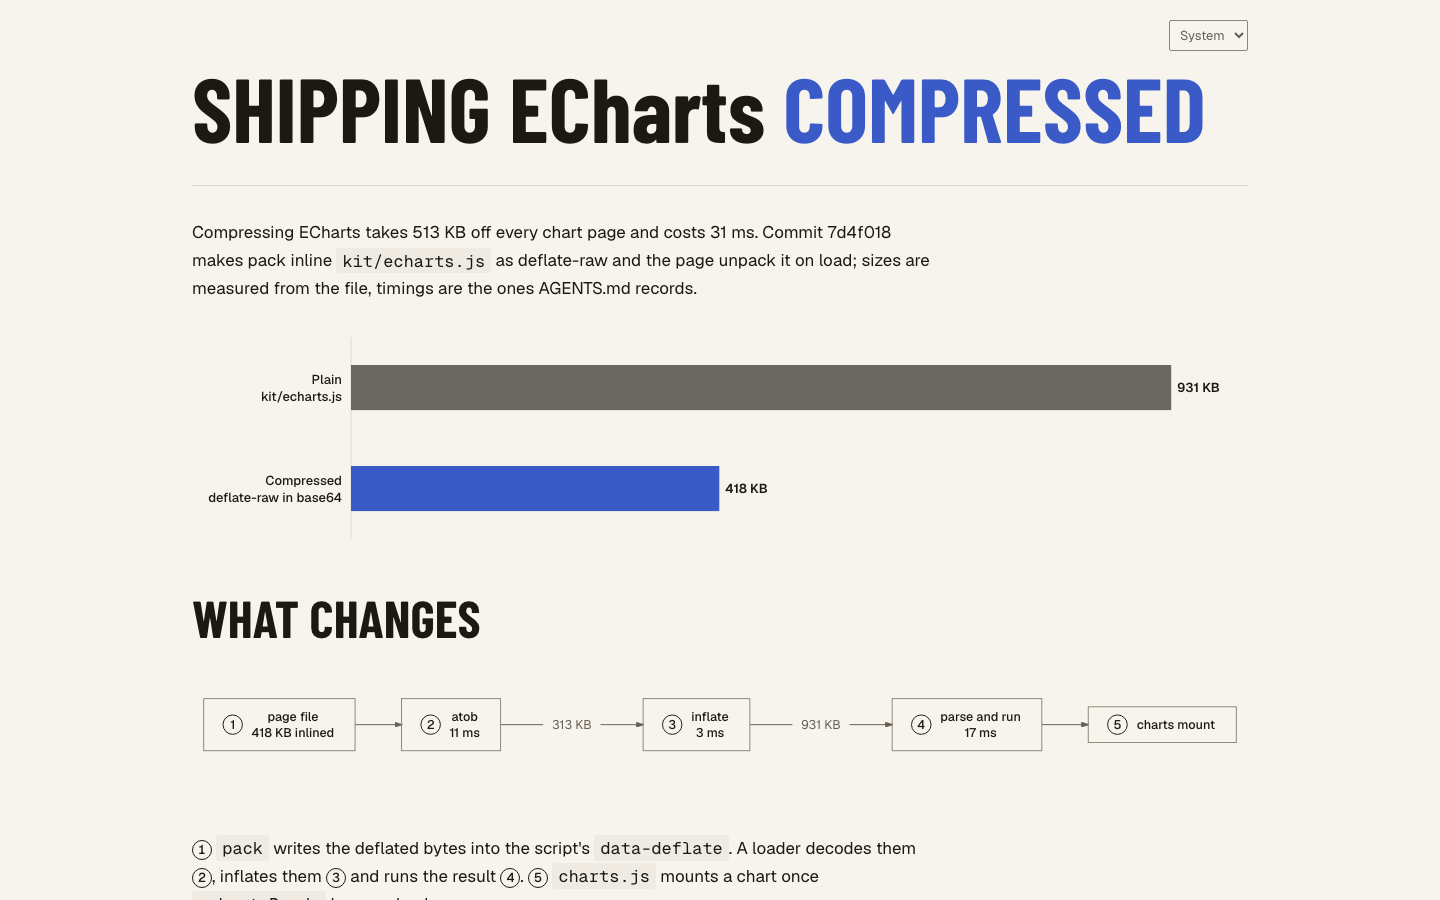 System
SHIPPING ECharts COMPRESSED
Compressing ECharts takes 513 KB off every chart page and costs 31 ms. Commit 7d4f018
makes pack inline kit/echarts.js as deflate-raw and the page unpack it on load; sizes are
measured from the file, timings are the ones AGENTS.md records.
Plain
kit/echarts.js
931 KB
Compressed
deflate-raw in base64
418 KB
WHAT CHANGES
1 page file
418 KB inlined
2 atob
11 ms
313 KB
3 inflate
3 ms
931 KB
4 parse and run
17 ms
5 charts mount
1 pack writes the deflated bytes into the script's data-deflate. A loader decodes them
2, inflates them 3 and runs the result 4. 5 charts.js mounts a chart once